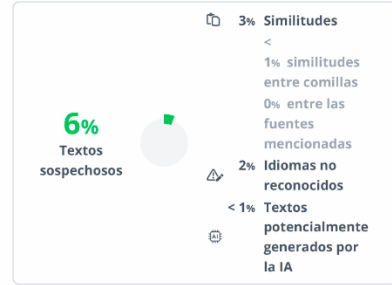 6%
Textos
sospechosos
3% Similitudes
<
1% similitudes
entre comillas
0% entre las
fuentes
mencionadas
2% Idiomas no
reconocidos
< 1% Textos
potencialmente
generados por
la IA
AI